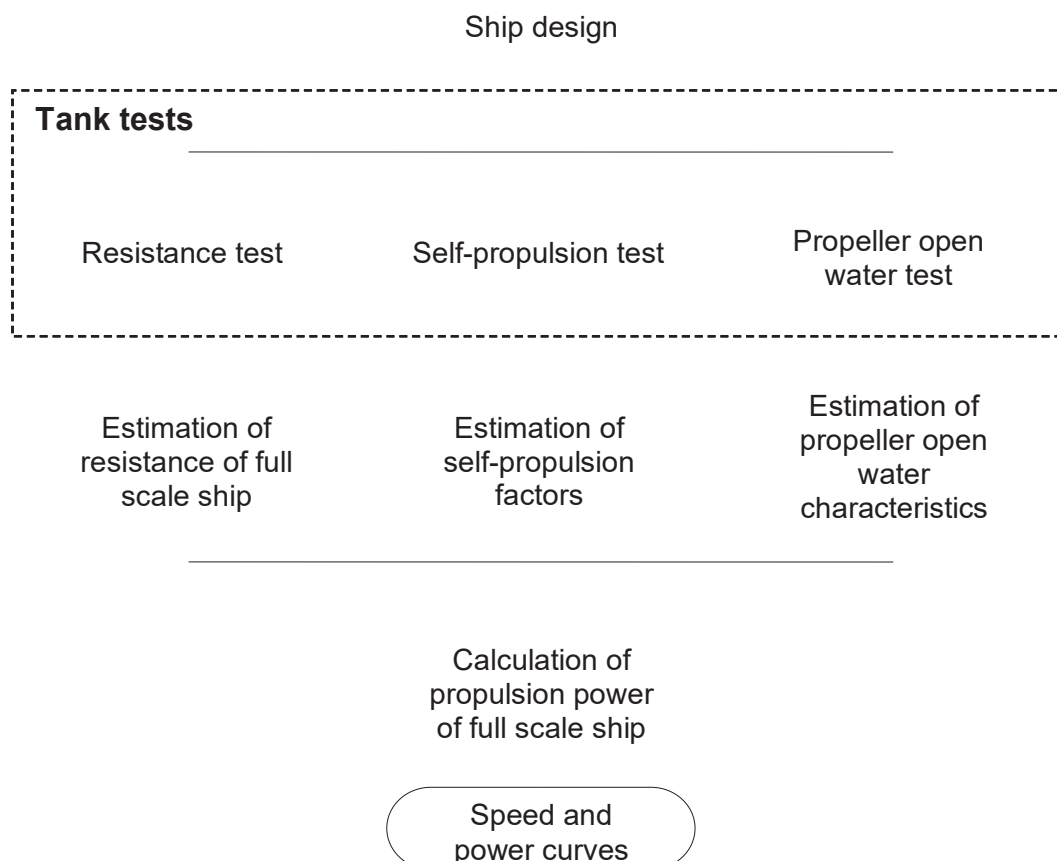 Ship design
Tank tests
Resistance test
Self-propulsion test
Propeller open
water test
Estimation of
resistance of full
scale ship
Estimation of
self-propulsion
factors
Estimation of
propeller open
water
characteristics
Calculation of
propulsion power
of full scale ship
Speed and
power curves